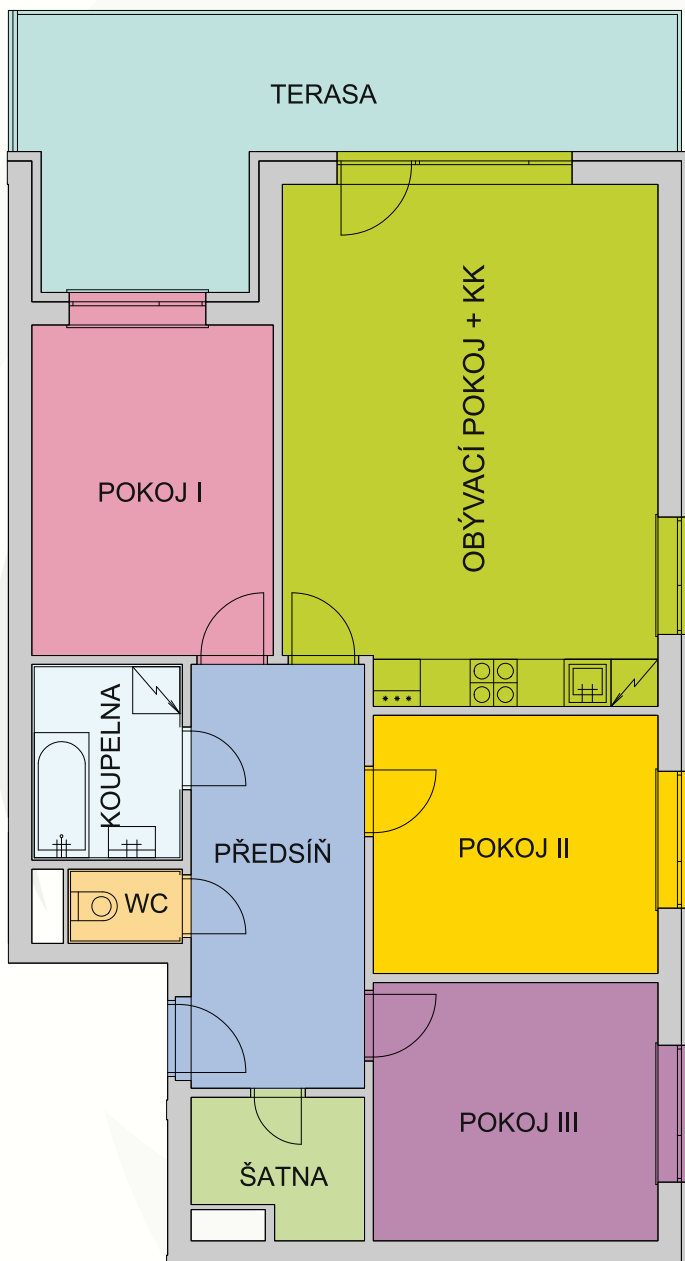 TERASA
OBÝVACÍ POKOJ + KK
POKOJ I
KOUPELNA
PŘEDSÍŇ
POKOJ II
WC
POKOJ III
ŠATNA